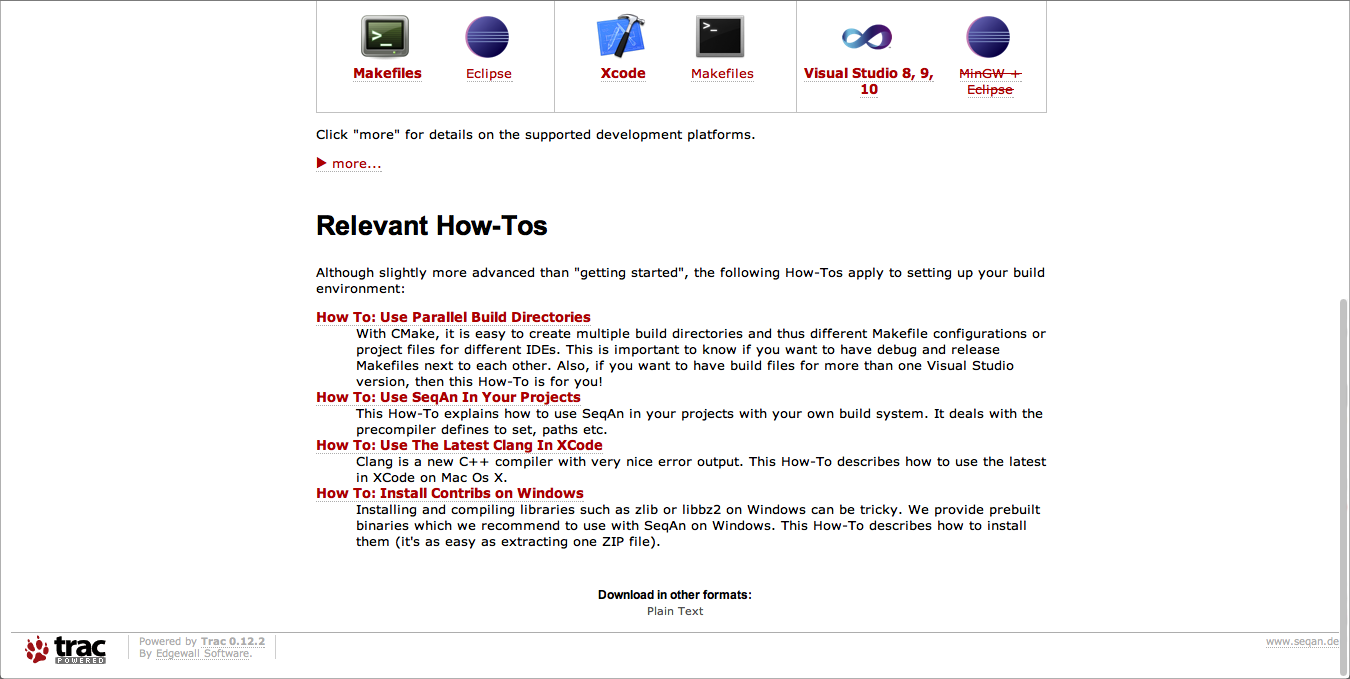 Makefiles
Eclipse
Xcode
Makefiles
Visual Studio 8, 9,
10
MinGW +
Eclipse
Click "more" for details on the supported development platforms.
more...
Relevant How-Tos
Although slightly more advanced than "getting started", the following How-Tos apply to setting up your build
environment:
How To: Use Parallel Build Directories
With CMake, it is easy to create multiple build directories and thus different Makefile configurations or
project files for different IDEs. This is important to know if you want to have debug and release
Makefiles next to each other. Also, if you want to have build files for more than one Visual Studio
version, then this How-To is for you!
How To: Use SeqAn In Your Projects
This How-To explains how to use SeqAn in your projects with your own build system. It deals with the
precompiler defines to set, paths etc.
How To: Use The Latest Clang In XCode
Clang is a new C++ compiler with very nice error output. This How-To describes how to use the latest
in XCode on Mac Os X.
How To: Install Contribs on Windows
Installing and compiling libraries such as zlib or libbz2 on Windows can be tricky. We provide prebuilt
binaries which we recommend to use with SeqAn on Windows. This How-To describes how to install
them (it's as easy as extracting one ZIP file).
Download in other formats:
Plain Text
trac
POWERED
Powered by Trac 0.12.2
By Edgewall Software.
www.seqan.de